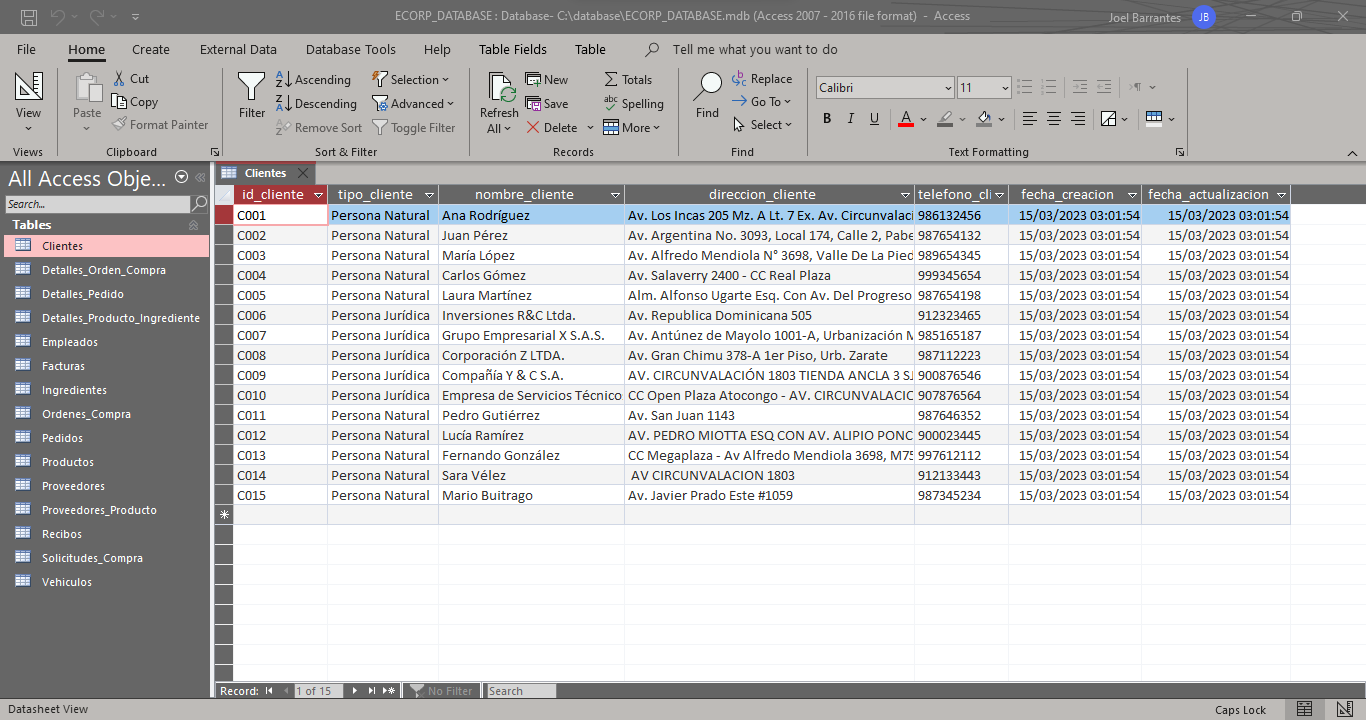 ECORP_DATABASE : Database- C:\database\ECORP_DATABASE.mdb (Access 2007 - 2016 file format)  -  Access
Joel Barrantes JB
File Home Create External Data Database Tools Help Table Fields Table Tell me what you want to do
View
Views
Paste
Cut
Copy
Format Painter
Clipboard
Filter
Ascending
Descending
Remove Sort
Selection
Advanced
Toggle Filter
Sort & Filter
Refresh
All
New
Save
Delete
Totals
Spelling
More
Records
Find
Replace
Go To
Select
Find
Calibri 11
B I U A
Text Formatting
All Access Obje...
Search...
Tables
Clientes
Detalles_Orden_Compra
Detalles_Pedido
Detalles_Producto_Ingrediente
Empleados
Facturas
Ingredientes
Ordenes_Compra
Pedidos
Productos
Proveedores
Proveedores_Producto
Recibos
Solicitudes_Compra
Vehiculos
Clientes
id_cliente tipo_cliente nombre_cliente direccion_cliente telefono_cli fecha_creacion fecha_actualizacion
C001 Persona Natural Ana Rodríguez Av. Los Incas 205 Mz. A Lt. 7 Ex. Av. Circunvalaci 986132456 15/03/2023 03:01:54 15/03/2023 03:01:54
C002 Persona Natural Juan Pérez Av. Argentina No. 3093, Local 174, Calle 2, Pabe 987654132 15/03/2023 03:01:54 15/03/2023 03:01:54
C003 Persona Natural María López Av. Alfredo Mendiola N° 3698, Valle De La Pied 989654345 15/03/2023 03:01:54 15/03/2023 03:01:54
C004 Persona Natural Carlos Gómez Av. Salaverry 2400 - CC Real Plaza 999345654 15/03/2023 03:01:54 15/03/2023 03:01:54
C005 Persona Natural Laura Martínez Alm. Alfonso Ugarte Esq. Con Av. Del Progreso 987654198 15/03/2023 03:01:54 15/03/2023 03:01:54
C006 Persona Jurídica Inversiones R&C Ltda. Av. Republica Dominicana 505 912323465 15/03/2023 03:01:54 15/03/2023 03:01:54
C007 Persona Jurídica Grupo Empresarial X S.A.S. Av. Antúnez de Mayolo 1001-A, Urbanización M 985165187 15/03/2023 03:01:54 15/03/2023 03:01:54
C008 Persona Jurídica Corporación Z LTDA. Av. Gran Chimu 378-A 1er Piso, Urb. Zarate 987112223 15/03/2023 03:01:54 15/03/2023 03:01:54
C009 Persona Jurídica Compañía Y & C S.A. AV. CIRCUNVALACIÓN 1803 TIENDA ANCLA 3 SJ 900876546 15/03/2023 03:01:54 15/03/2023 03:01:54
C010 Persona Jurídica Empresa de Servicios Técnico CC Open Plaza Atocongo - AV. CIRCUNVALACIC 907876564 15/03/2023 03:01:54 15/03/2023 03:01:54
C011 Persona Natural Pedro Gutiérrez Av. San Juan 1143 987646352 15/03/2023 03:01:54 15/03/2023 03:01:54
C012 Persona Natural Lucía Ramírez AV. PEDRO MIOTTA ESQ CON AV. ALIPIO PONC 900023445 15/03/2023 03:01:54 15/03/2023 03:01:54
C013 Persona Natural Fernando González CC Megaplaza - Av Alfredo Mendiola 3698, M75 997612112 15/03/2023 03:01:54 15/03/2023 03:01:54
C014 Persona Natural Sara Vélez AV CIRCUNVALACION 1803 912133443 15/03/2023 03:01:54 15/03/2023 03:01:54
C015 Persona Natural Mario Buitrago Av. Javier Prado Este #1059 987345234 15/03/2023 03:01:54 15/03/2023 03:01:54
Record: 1 of 15 No Filter Search
Datasheet View Caps Lock